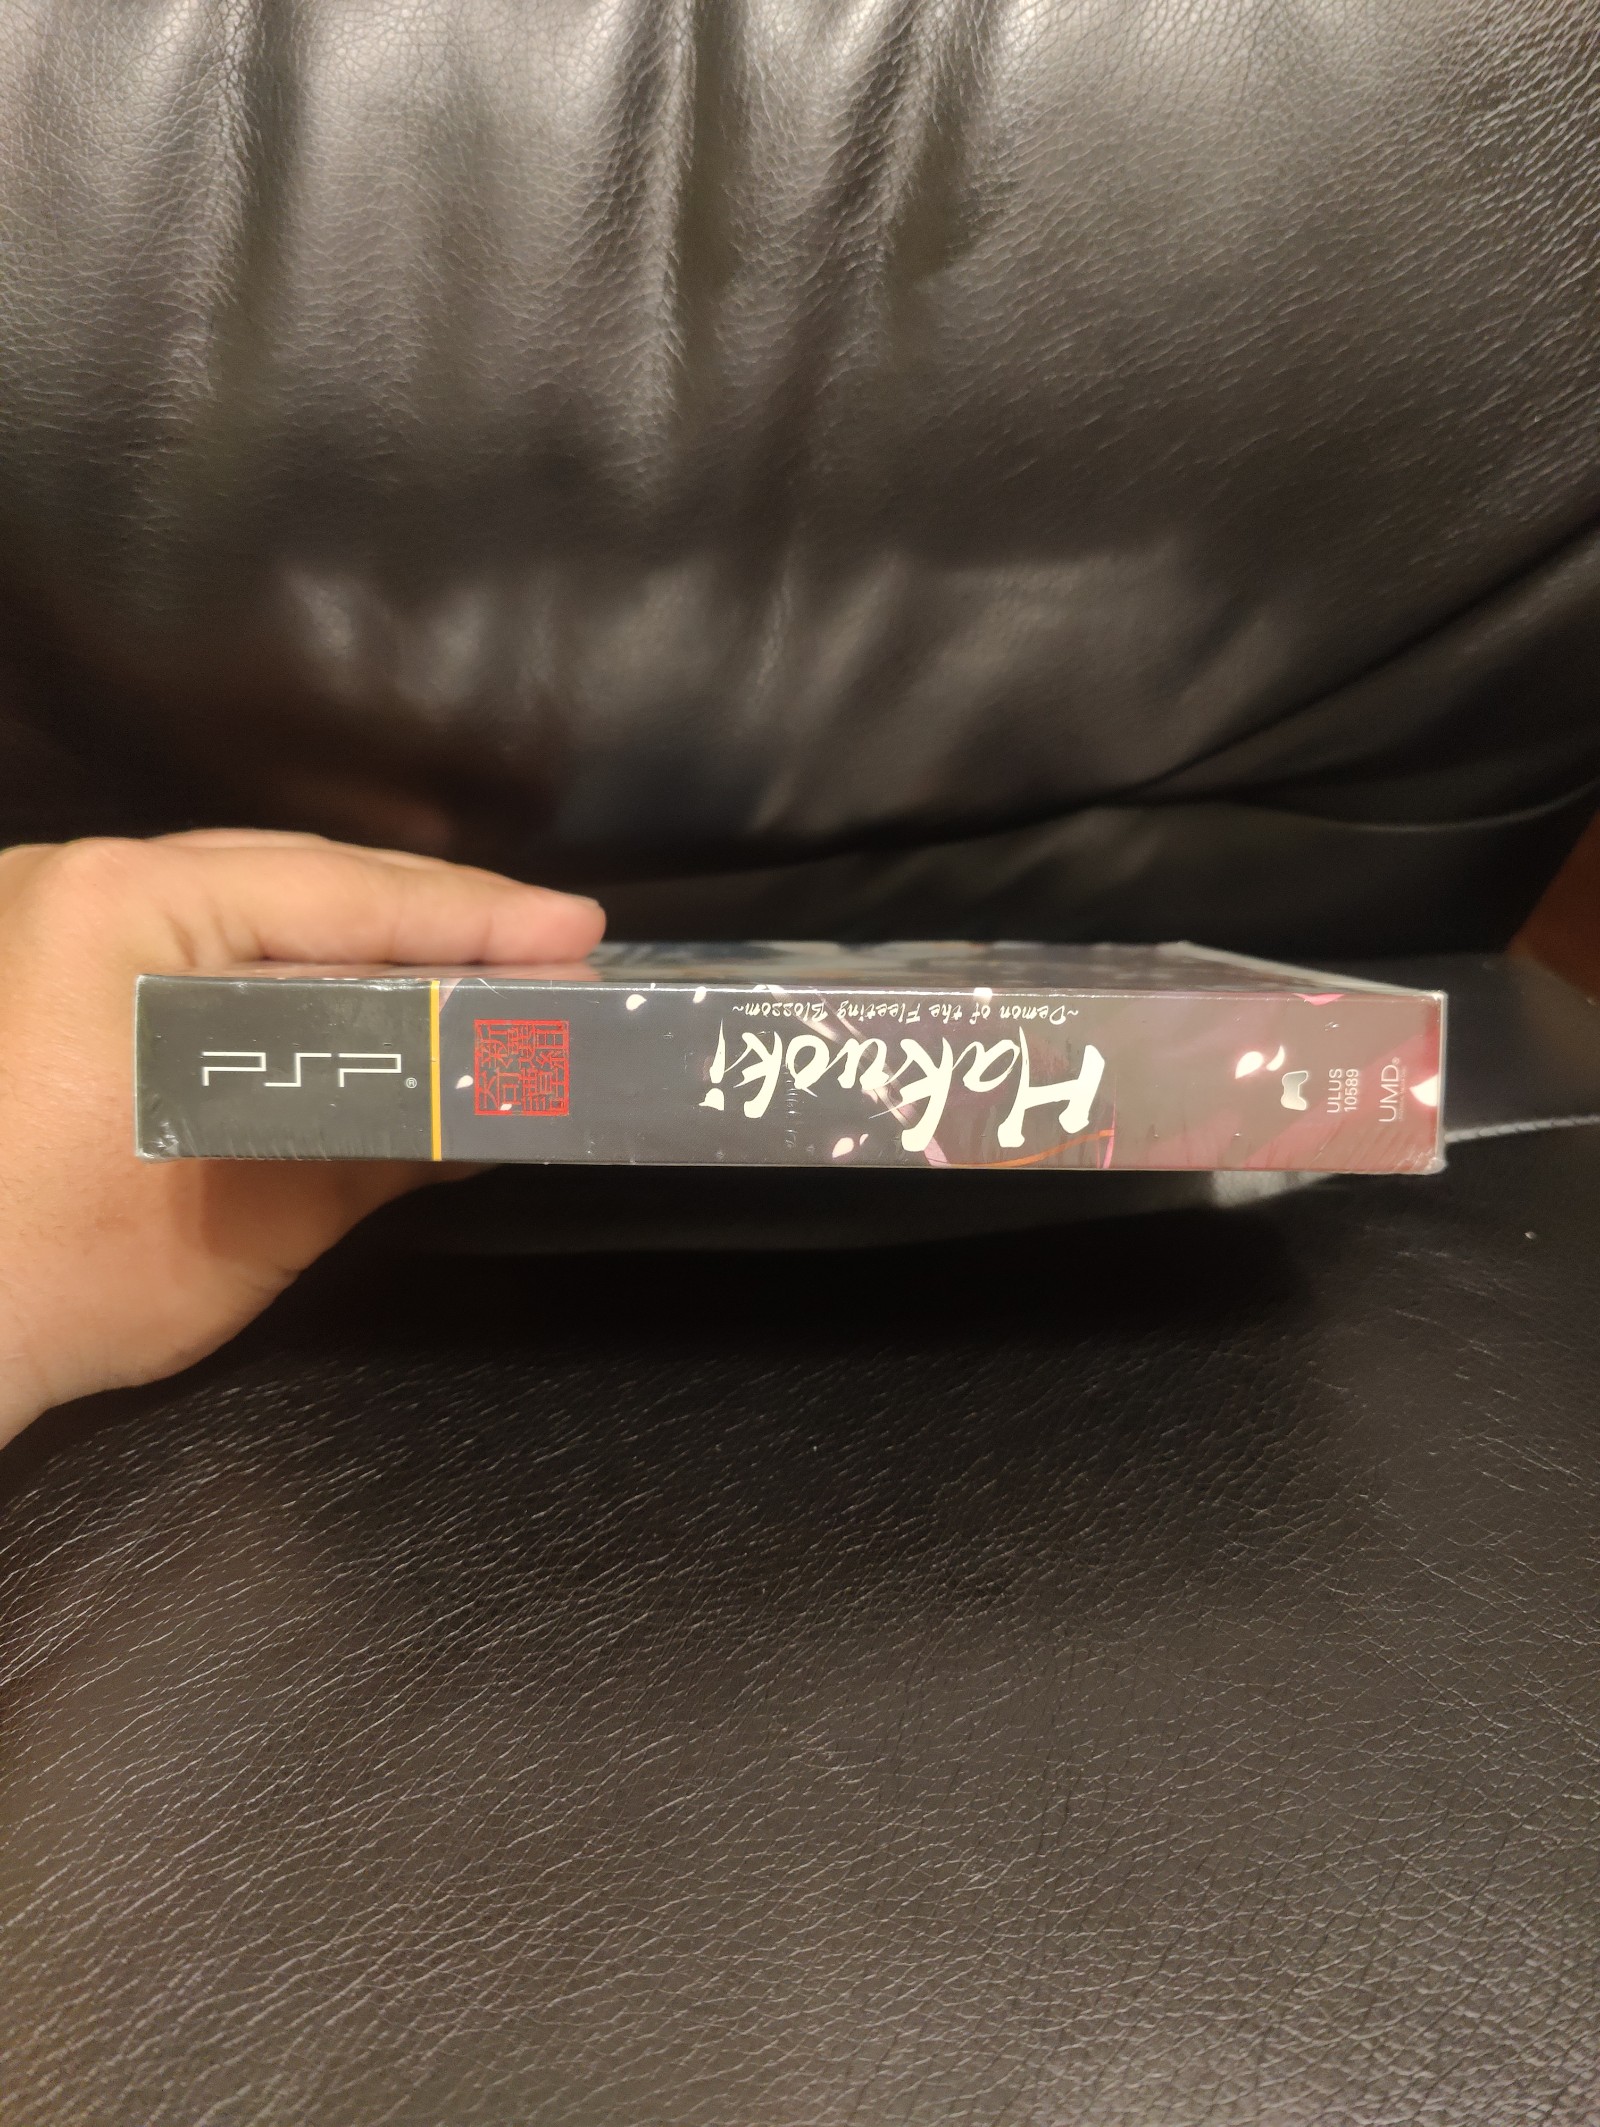 PSP®
Hakuoki
~Demon of the Fleeting Blossom~
ULUS
10589
UMD®